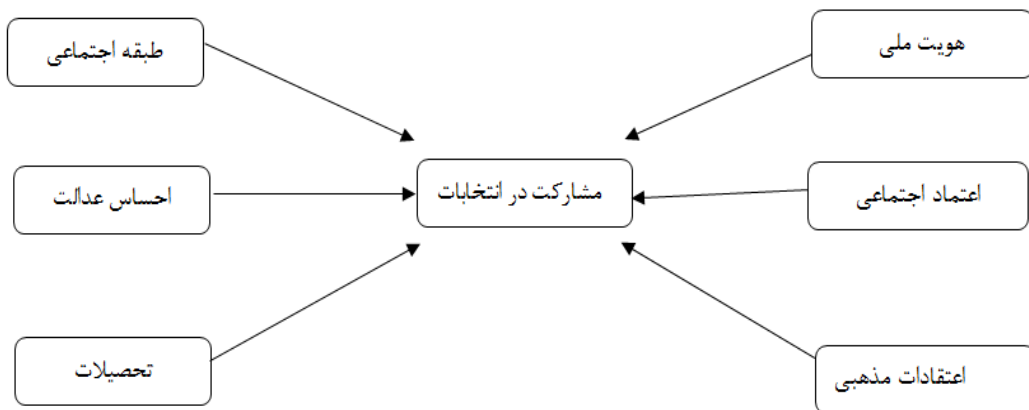 هویت ملی
طبقه اجتماعی
اعتماد اجتماعی
مشارکت در انتخابات
احساس عدالت
اعتقادات مذهبی
تحصیلات